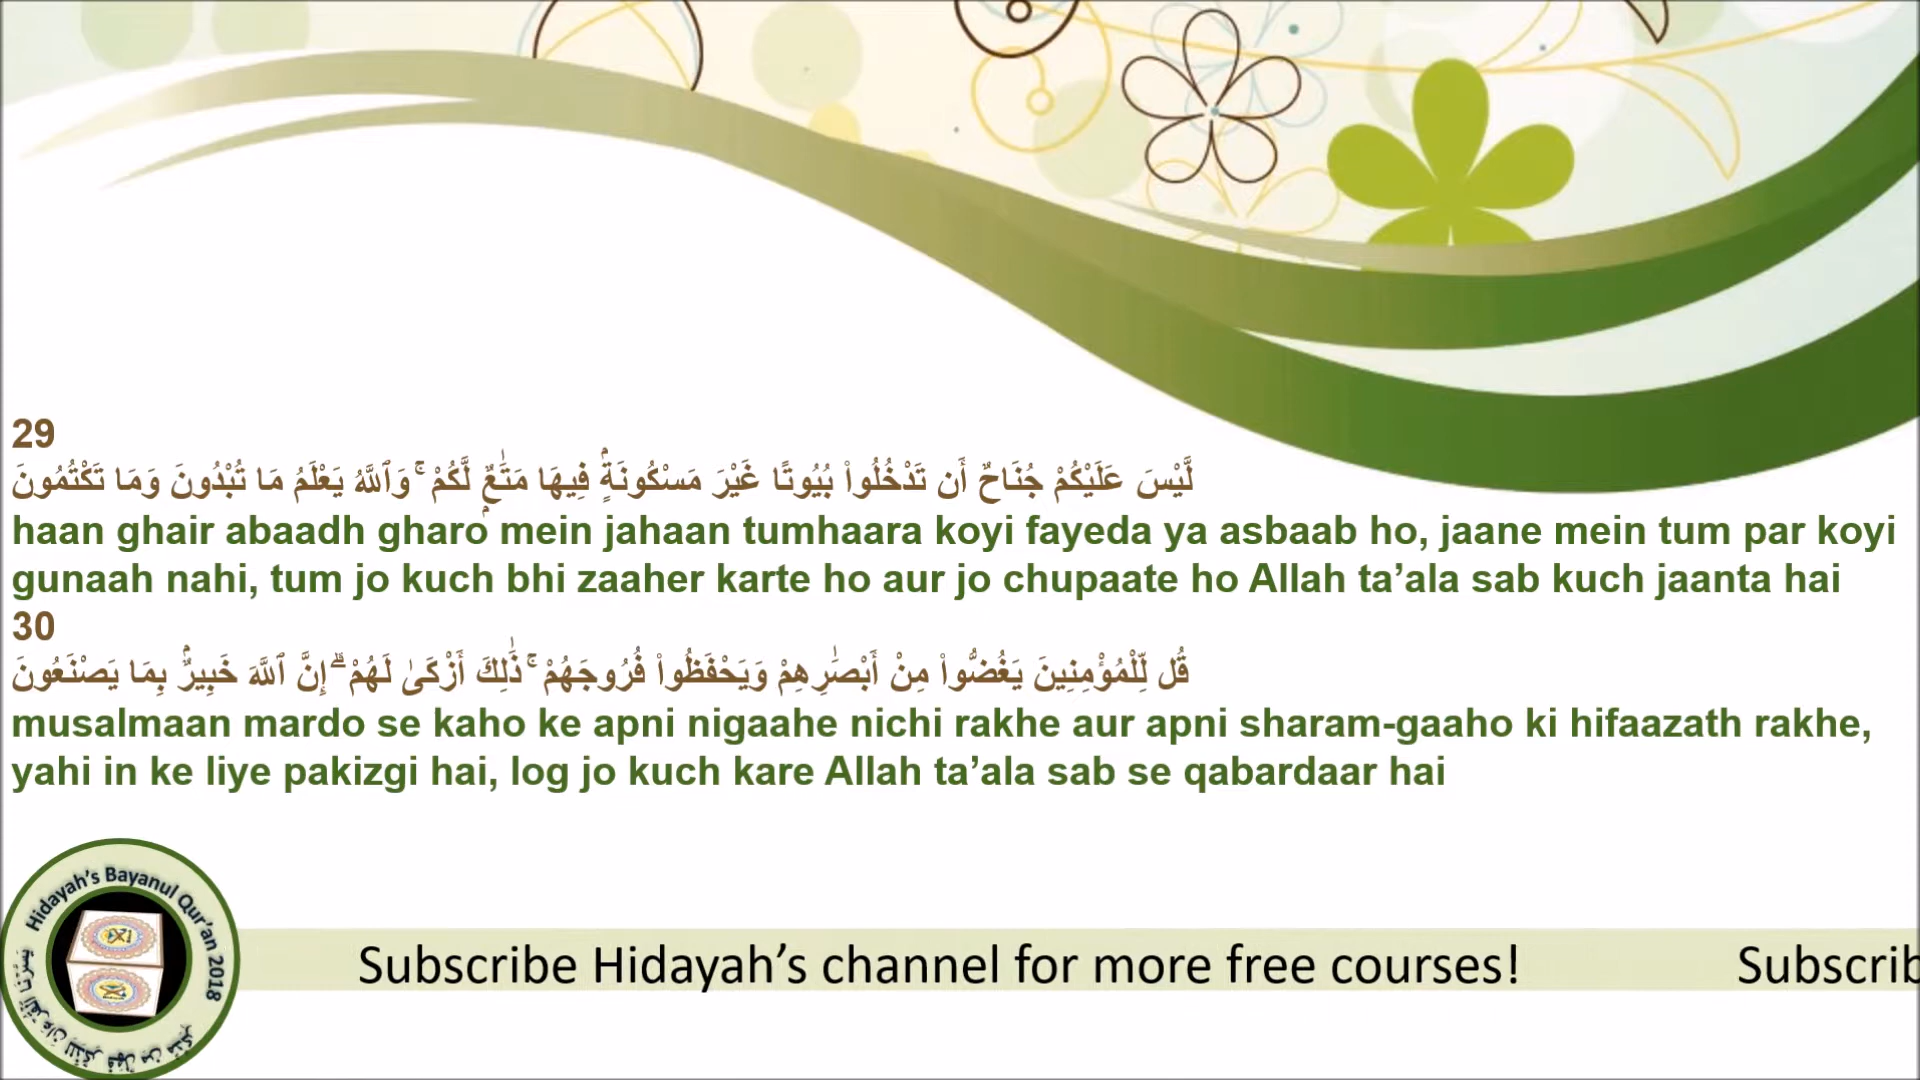 29
لَّيْسَ عَلَيْكُمْ جُنَاحٌ أَن تَدْخُلُوا۟ بُيُوتًا غَيْرَ مَسْكُونَةٍۢ فِيهَا مَتَـٰعٌۭ لَّكُمْ ۚ وَٱللَّهُ يَعْلَمُ مَا تُبْدُونَ وَمَا تَكْتُمُونَ
haan ghair abaadh gharo mein jahaan tumhaara koyi fayeda ya asbaab ho, jaane mein tum par koyi
gunaah nahi, tum jo kuch bhi zaaher karte ho aur jo chupaate ho Allah ta’ala sab kuch jaanta hai
30
قُل لِّلْمُؤْمِنِينَ يَغُضُّوا۟ مِنْ أَبْصَـٰرِهِمْ وَيَحْفَظُوا۟ فُرُوجَهُمْ ۚ ذَٰلِكَ أَزْكَىٰ لَهُمْ ۗ إِنَّ ٱللَّهَ خَبِيرٌۢ بِمَا يَصْنَعُونَ
musalmaan mardo se kaho ke apni nigaahe nichi rakhe aur apni sharam-gaaho ki hifaazath rakhe,
yahi in ke liye pakizgi hai, log jo kuch kare Allah ta’ala sab se qabardaar hai
Hidayah’s Bayanul Qur’an 2018
Subscribe Hidayah’s channel for more free courses! Subscrib